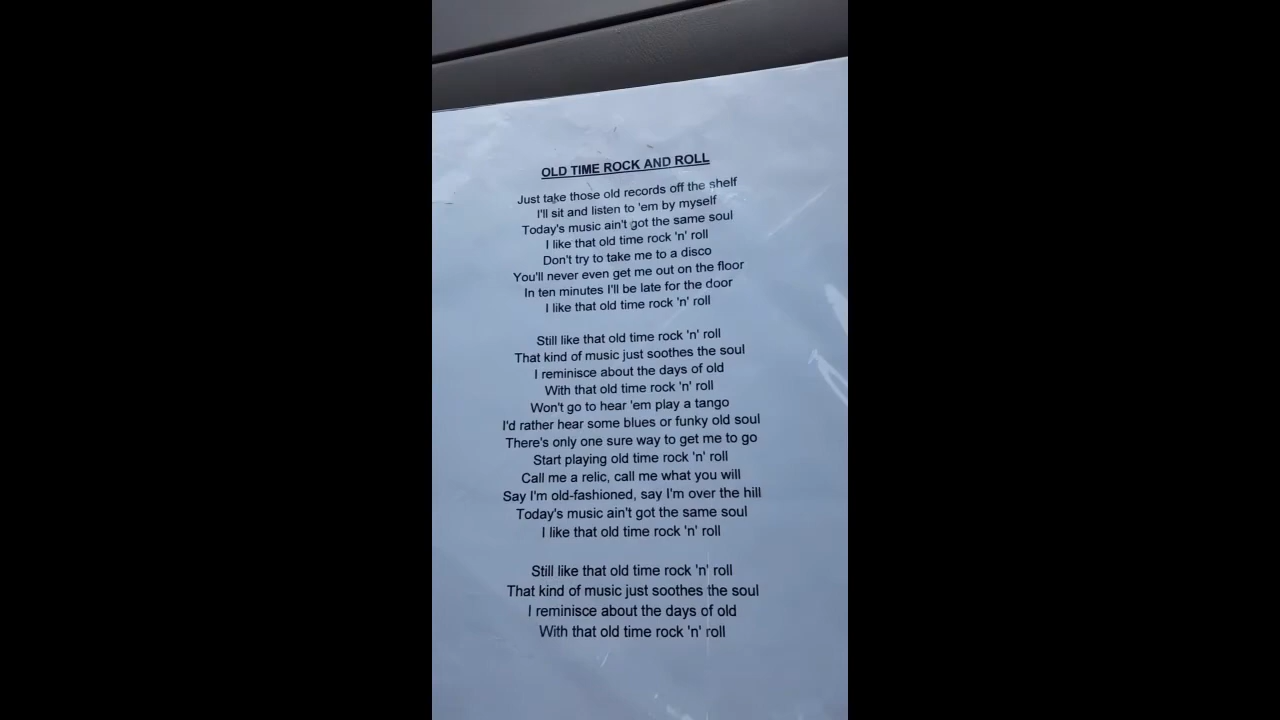 OLD TIME ROCK AND ROLL
Just take those old records off the shelf
I'll sit and listen to 'em by myself
Today's music ain't got the same soul
I like that old time rock 'n' roll
Don't try to take me to a disco
You'll never even get me out on the floor
In ten minutes I'll be late for the door
I like that old time rock 'n' roll
Still like that old time rock 'n' roll
That kind of music just soothes the soul
I reminisce about the days of old
With that old time rock 'n' roll
Won't go to hear 'em play a tango
I'd rather hear some blues or funky old soul
There's only one sure way to get me to go
Start playing old time rock 'n' roll
Call me a relic, call me what you will
Say I'm old-fashioned, say I'm over the hill
Today's music ain't got the same soul
I like that old time rock 'n' roll
Still like that old time rock 'n' roll
That kind of music just soothes the soul
I reminisce about the days of old
With that old time rock 'n' roll